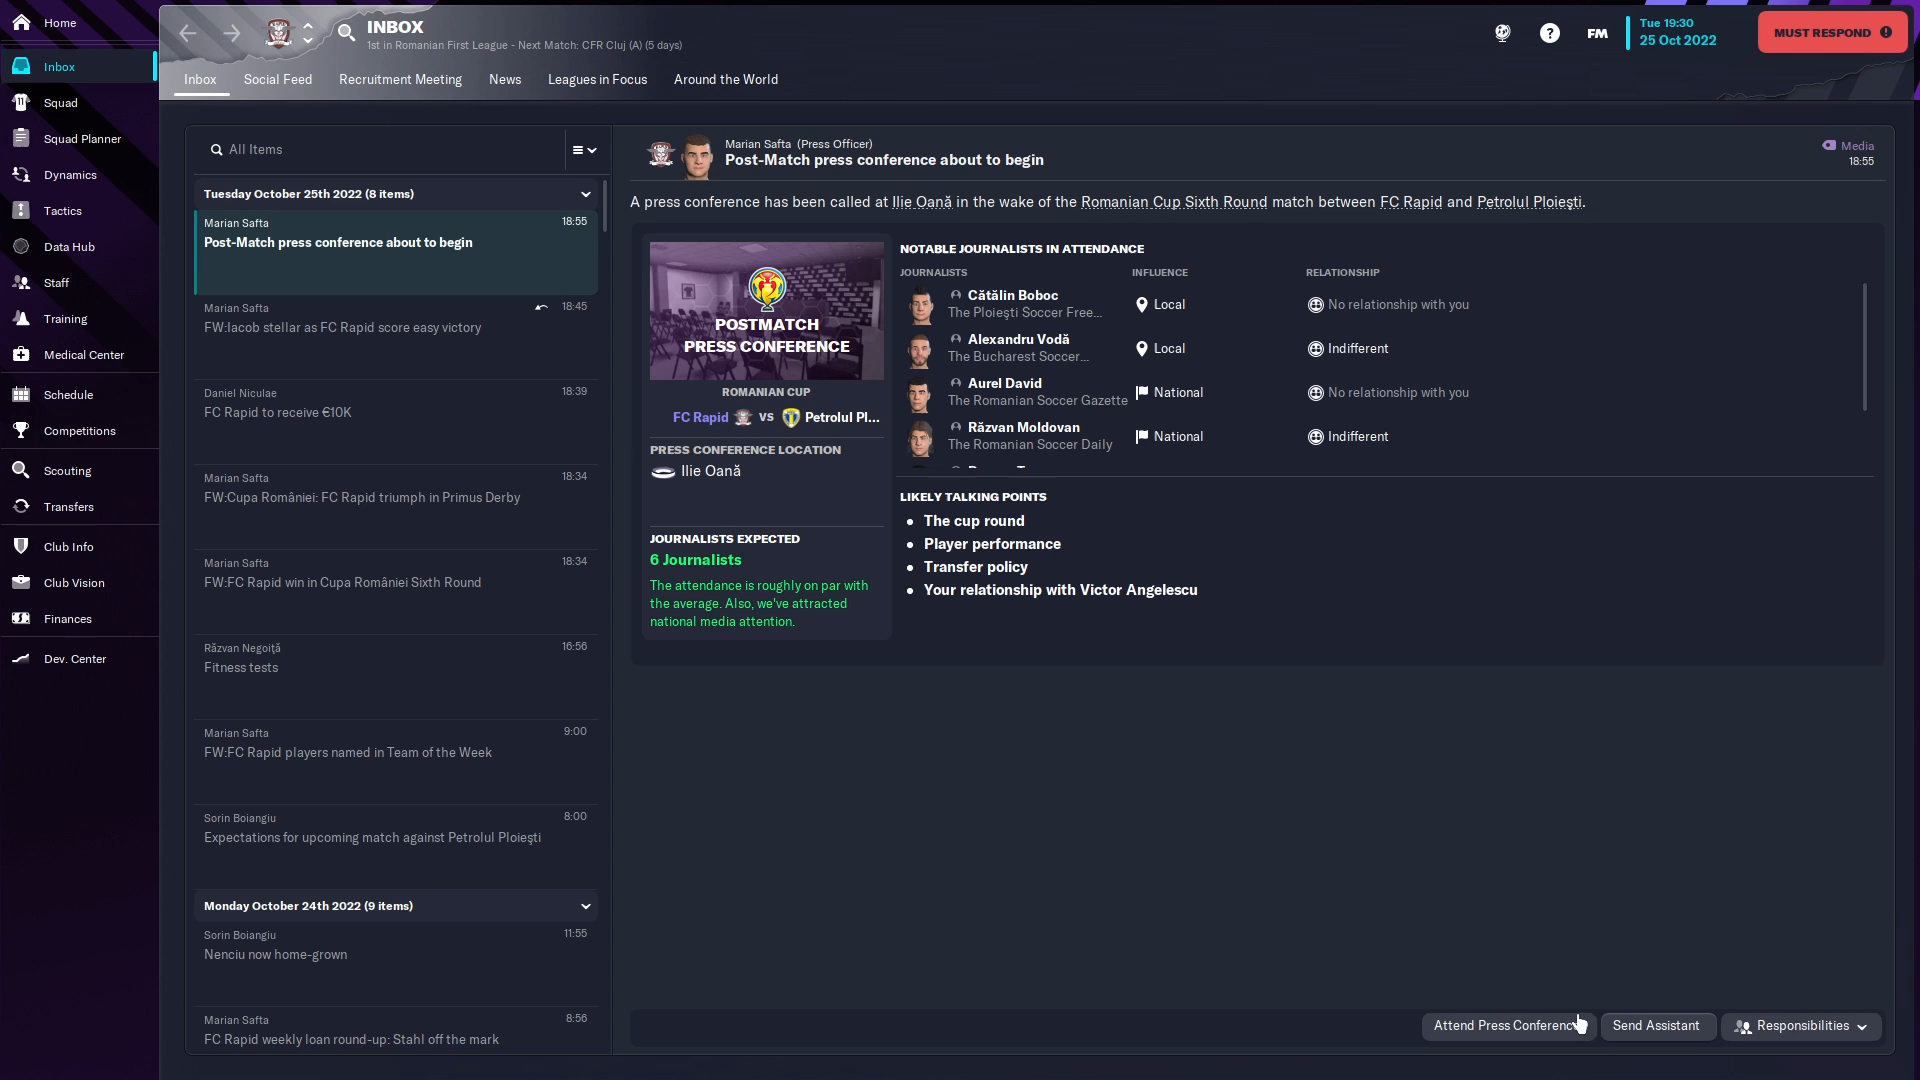 Home
Inbox
Squad
Squad Planner
Dynamics
Tactics
Data Hub
Staff
Training
Medical Center
Schedule
Competitions
Scouting
Transfers
Club Info
Club Vision
Finances
Dev. Center
INBOX
1st in Romanian First League - Next Match: CFR Cluj (A) (5 days)
FM
Tue 19:30
25 Oct 2022
MUST RESPOND
Inbox Social Feed Recruitment Meeting News Leagues in Focus Around the World
All Items
Tuesday October 25th 2022 (8 items)
Marian Safta 18:55
Post-Match press conference about to begin
Marian Safta 18:45
FW:Iacob stellar as FC Rapid score easy victory
Daniel Niculae 18:39
FC Rapid to receive €10K
Marian Safta 18:34
FW:Cupa României: FC Rapid triumph in Primus Derby
Marian Safta 18:34
FW:FC Rapid win in Cupa României Sixth Round
Răzvan Negoiţă 16:56
Fitness tests
Marian Safta 9:00
FW:FC Rapid players named in Team of the Week
Sorin Boiangiu 8:00
Expectations for upcoming match against Petrolul Ploieşti
Monday October 24th 2022 (9 items)
Sorin Boiangiu 11:55
Nenciu now home-grown
Marian Safta 8:56
FC Rapid weekly loan round-up: Stahl off the mark
Marian Safta (Press Officer)
Post-Match press conference about to begin
Media
18:55
A press conference has been called at Ilie Oană in the wake of the Romanian Cup Sixth Round match between FC Rapid and Petrolul Ploieşti.
POSTMATCH
PRESS CONFERENCE
ROMANIAN CUP
FC Rapid vs Petrolul Pl...
PRESS CONFERENCE LOCATION
Ilie Oană
JOURNALISTS EXPECTED
6 Journalists
The attendance is roughly on par with
the average. Also, we've attracted
national media attention.
NOTABLE JOURNALISTS IN ATTENDANCE
JOURNALISTS INFLUENCE RELATIONSHIP
Cătălin Boboc
The Ploieşti Soccer Free...
Local
No relationship with you
Alexandru Vodă
The Bucharest Soccer...
Local
Indifferent
Aurel David
The Romanian Soccer Gazette
National
No relationship with you
Răzvan Moldovan
The Romanian Soccer Daily
National
Indifferent
LIKELY TALKING POINTS
• The cup round
• Player performance
• Transfer policy
• Your relationship with Victor Angelescu
Attend Press Conference
Send Assistant
Responsibilities